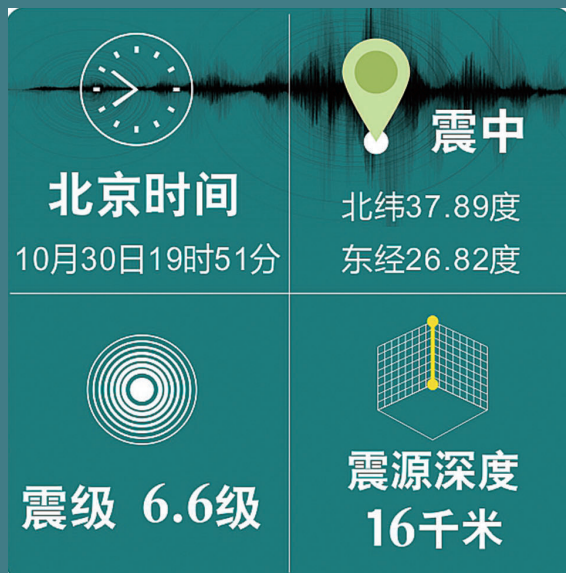 北京时间
10月30日19时51分
震中
北纬37.89度
东经26.82度
震级 6.6级
震源深度
16千米